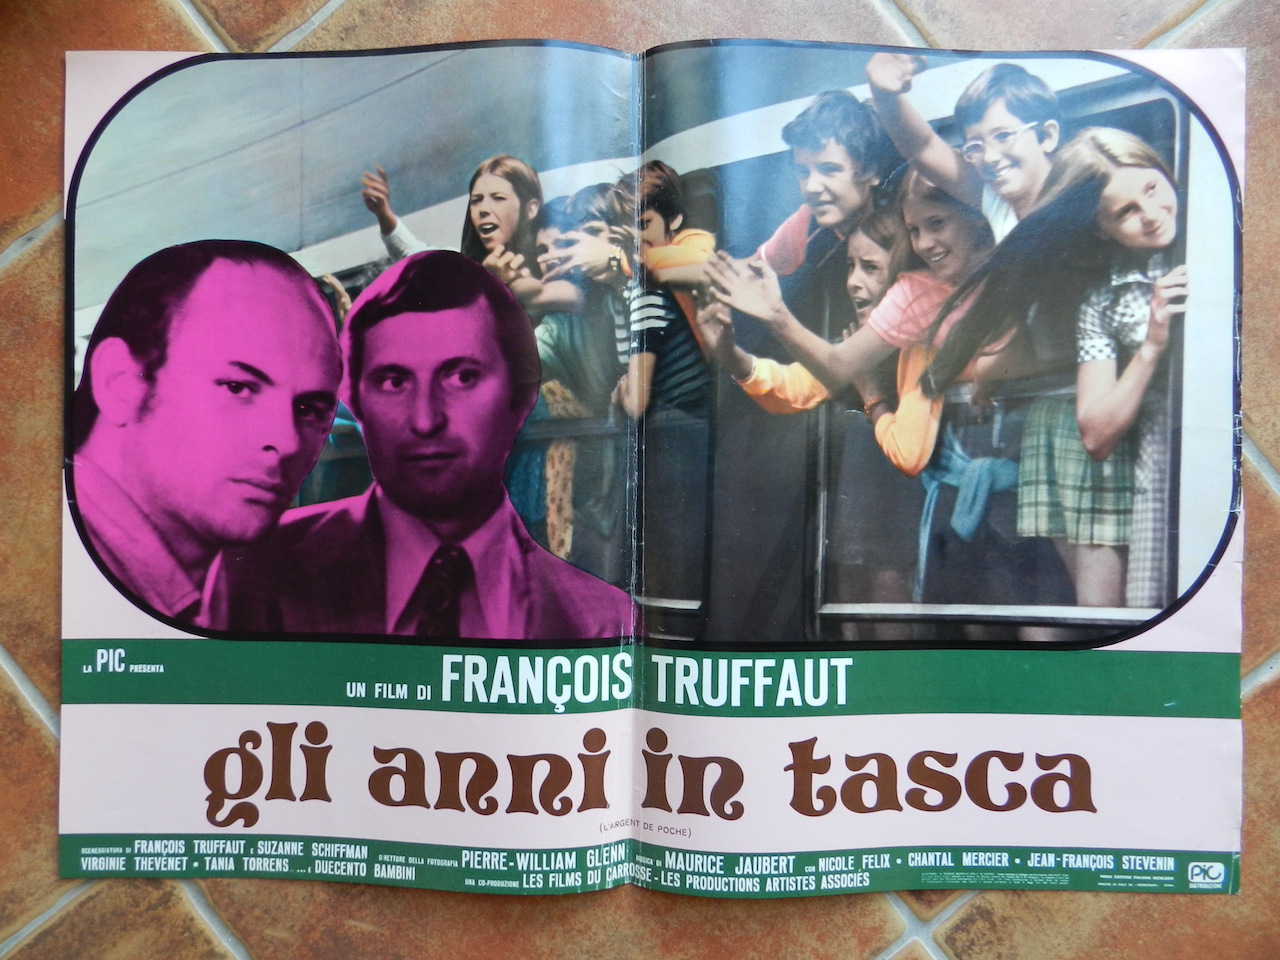 LA PIC PRESENTA
UN FILM DI FRANÇOIS TRUFFAUT
gli anni in tasca
(L'ARGENT DE POCHE)
SCENEGGIATURA DI FRANÇOIS TRUFFAUT E SUZANNE SCHIFFMAN DIRETTORE DELLA FOTOGRAFIA PIERRE-WILLIAM GLENN MUSICA DI MAURICE JAUBERT CON NICOLE FELIX • CHANTAL MERCIER • JEAN-FRANÇOIS STEVENIN
VIRGINIE THEVENET • TANIA TORRENS ... E DUECENTO BAMBINI UNA CO-PRODUZIONE LES FILMS DU CARROSSE - LES PRODUCTIONS ARTISTES ASSOCIÉS
PIC
DISTRIBUZIONE